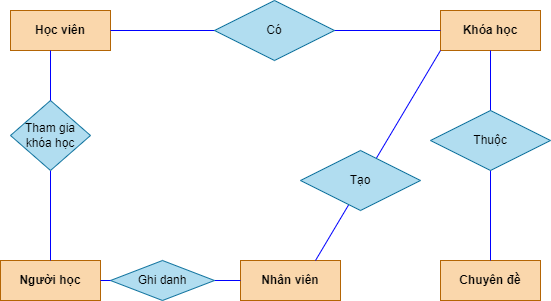 Học viên
Có
Khóa học
Tham gia
khóa học
Thuộc
Tạo
Người học
Ghi danh
Nhân viên
Chuyên đề